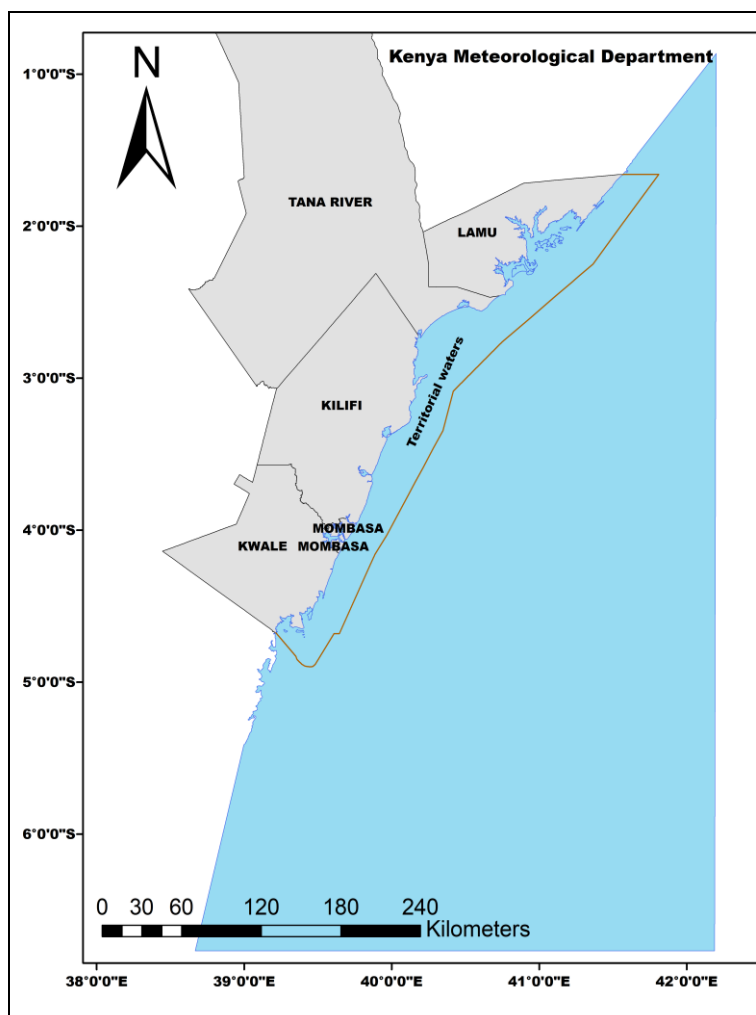 Kenya Meteorological Department
N
1°0'0"S
2°0'0"S
3°0'0"S
4°0'0"S
5°0'0"S
6°0'0"S
TANA RIVER
LAMU
Territorial waters
KILIFI
MOMBASA
KWALE MOMBASA
0 30 60 120 180 240
Kilometers
38°0'0"E 39°0'0"E 40°0'0"E 41°0'0"E 42°0'0"E